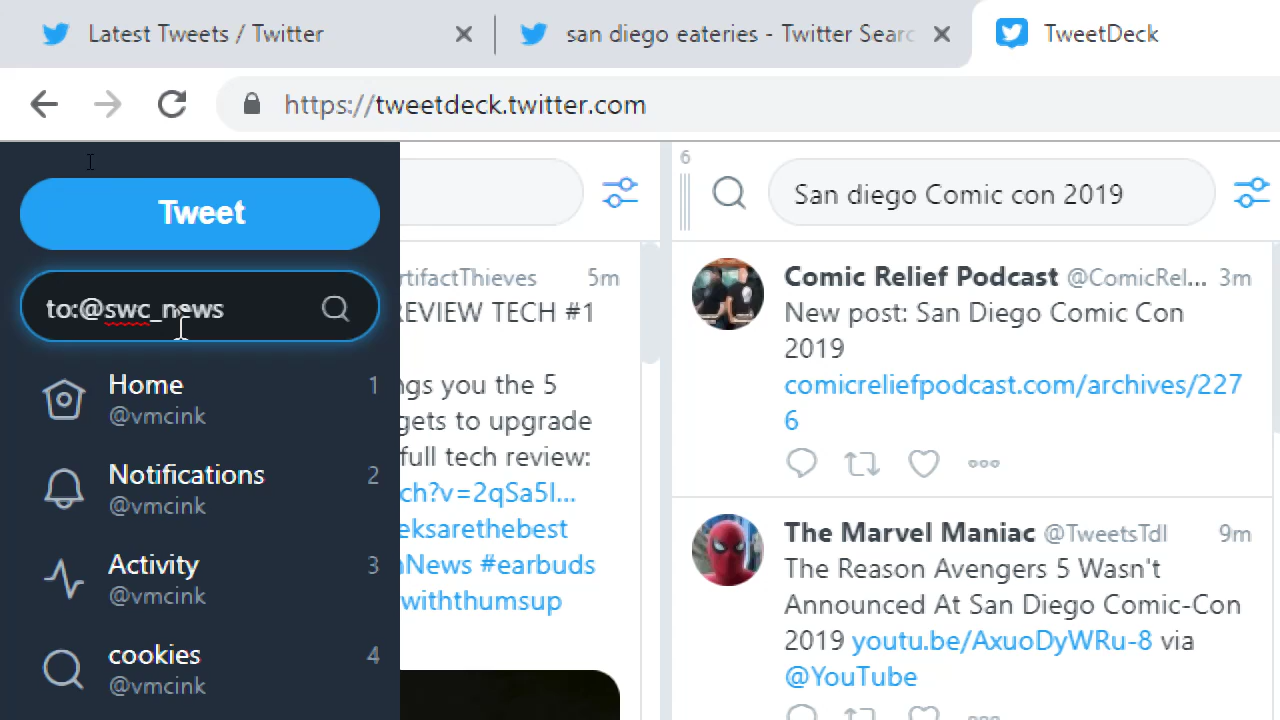 Latest Tweets / Twitter
san diego eateries - Twitter Searc
TweetDeck
https://tweetdeck.twitter.com
Tweet
to:@swc_news
Home 1
@vmcink
Notifications 2
@vmcink
Activity 3
@vmcink
cookies 4
@vmcink
rtifactThieves 5m
REVIEW TECH #1
ngs you the 5
gets to upgrade
full tech review:
ch?v=2qSa5l...
eksarethebest
nNews #earbuds
withthumsup
6
San diego Comic con 2019
Comic Relief Podcast @ComicRel... 3m
New post: San Diego Comic Con
2019
comicreliefpodcast.com/archives/227
6
The Marvel Maniac @TweetsTdl 9m
The Reason Avengers 5 Wasn't
Announced At San Diego Comic-Con
2019 youtu.be/AxuoDyWRu-8 via
@YouTube